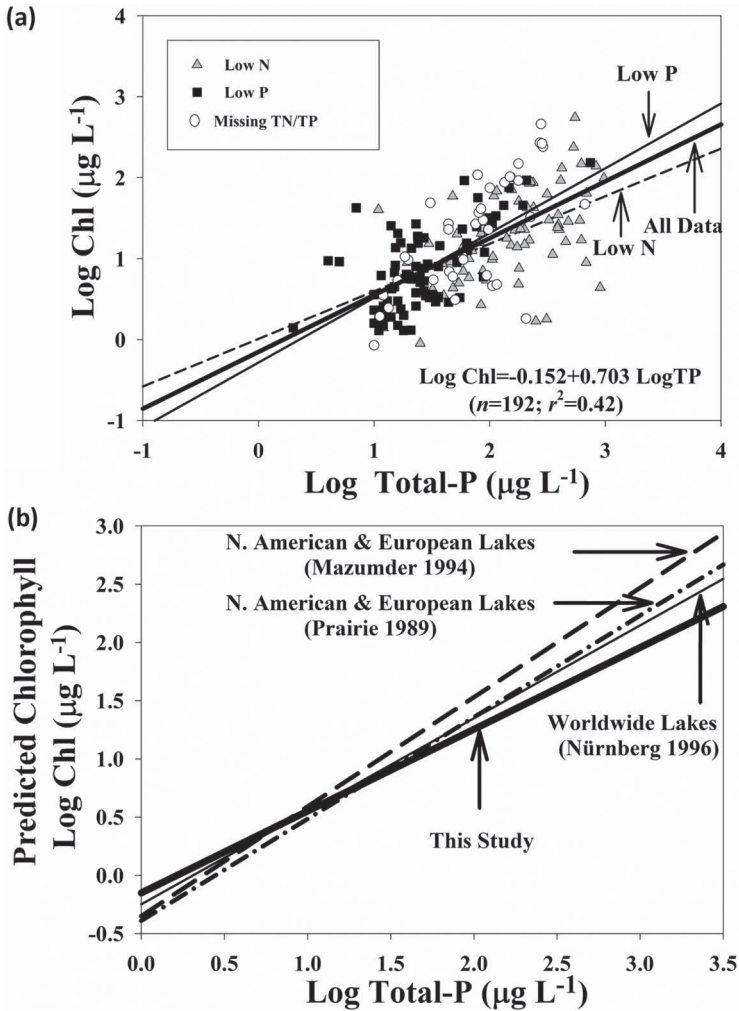 (a)
4
3
2
1
0
-1
Log Chl (µg L-1)
Low N
Low P
Missing TN/TP
Low P
All Data
Low N
Log Chl=-0.152+0.703 LogTP
(n=192; r2=0.42)
-1 0 1 2 3 4
Log Total-P (µg L-1)
(b)
3.0
2.5
2.0
1.5
1.0
0.5
0.0
-0.5
Predicted Chlorophyll
Log Chl (µg L-1)
N. American & European Lakes
(Mazumder 1994)
N. American & European Lakes
(Prairie 1989)
Worldwide Lakes
(Nürnberg 1996)
This Study
0.0 0.5 1.0 1.5 2.0 2.5 3.0 3.5
Log Total-P (µg L-1)